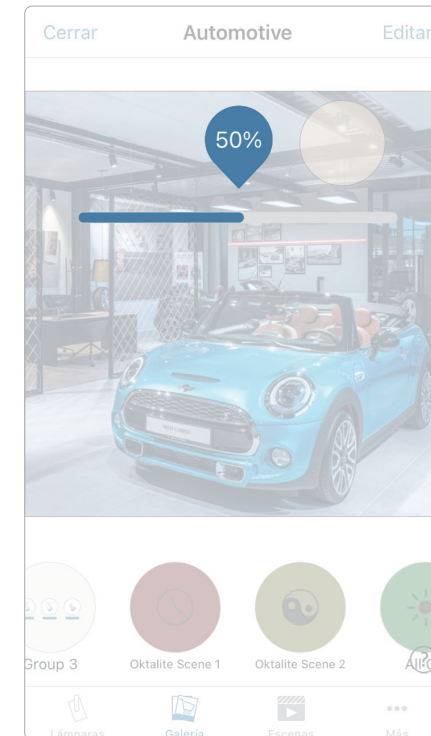 Cerrar Automotive Editar
50%
Group 3 Oktalite Scene 1 Oktalite Scene 2
Lámparas Galería Escenas Más